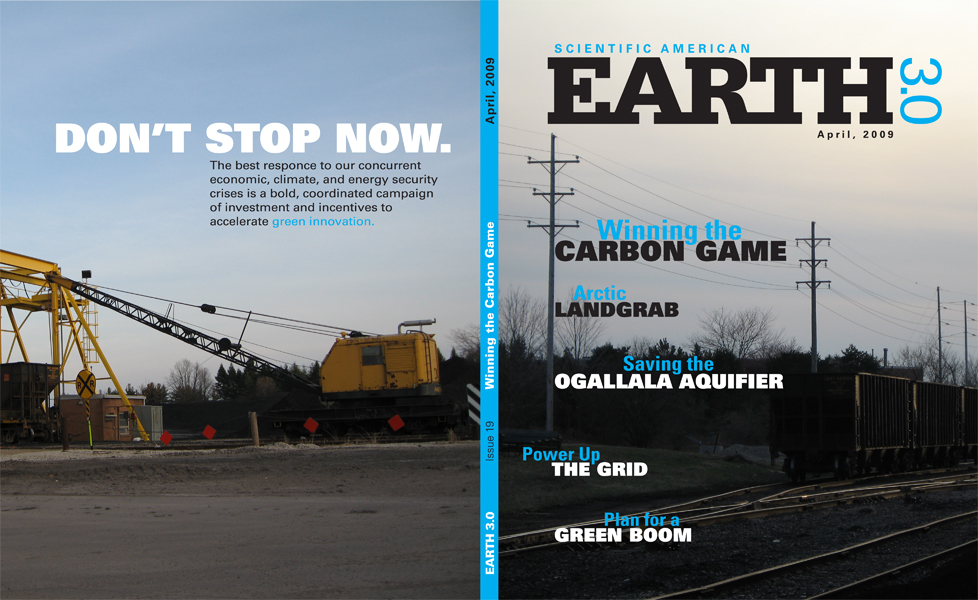 DON'T STOP NOW.
The best responce to our concurrent
economic, climate, and energy security
crises is a bold, coordinated campaign
of investment and incentives to
accelerate green innovation.
April, 2009
Winning the Carbon Game
Issue 19
EARTH 3.0
SCIENTIFIC AMERICAN
EARTH 3.0
April, 2009
Winning the
CARBON GAME
Arctic
LANDGRAB
Saving the
OGALLALA AQUIFIER
Power Up
THE GRID
Plan for a
GREEN BOOM